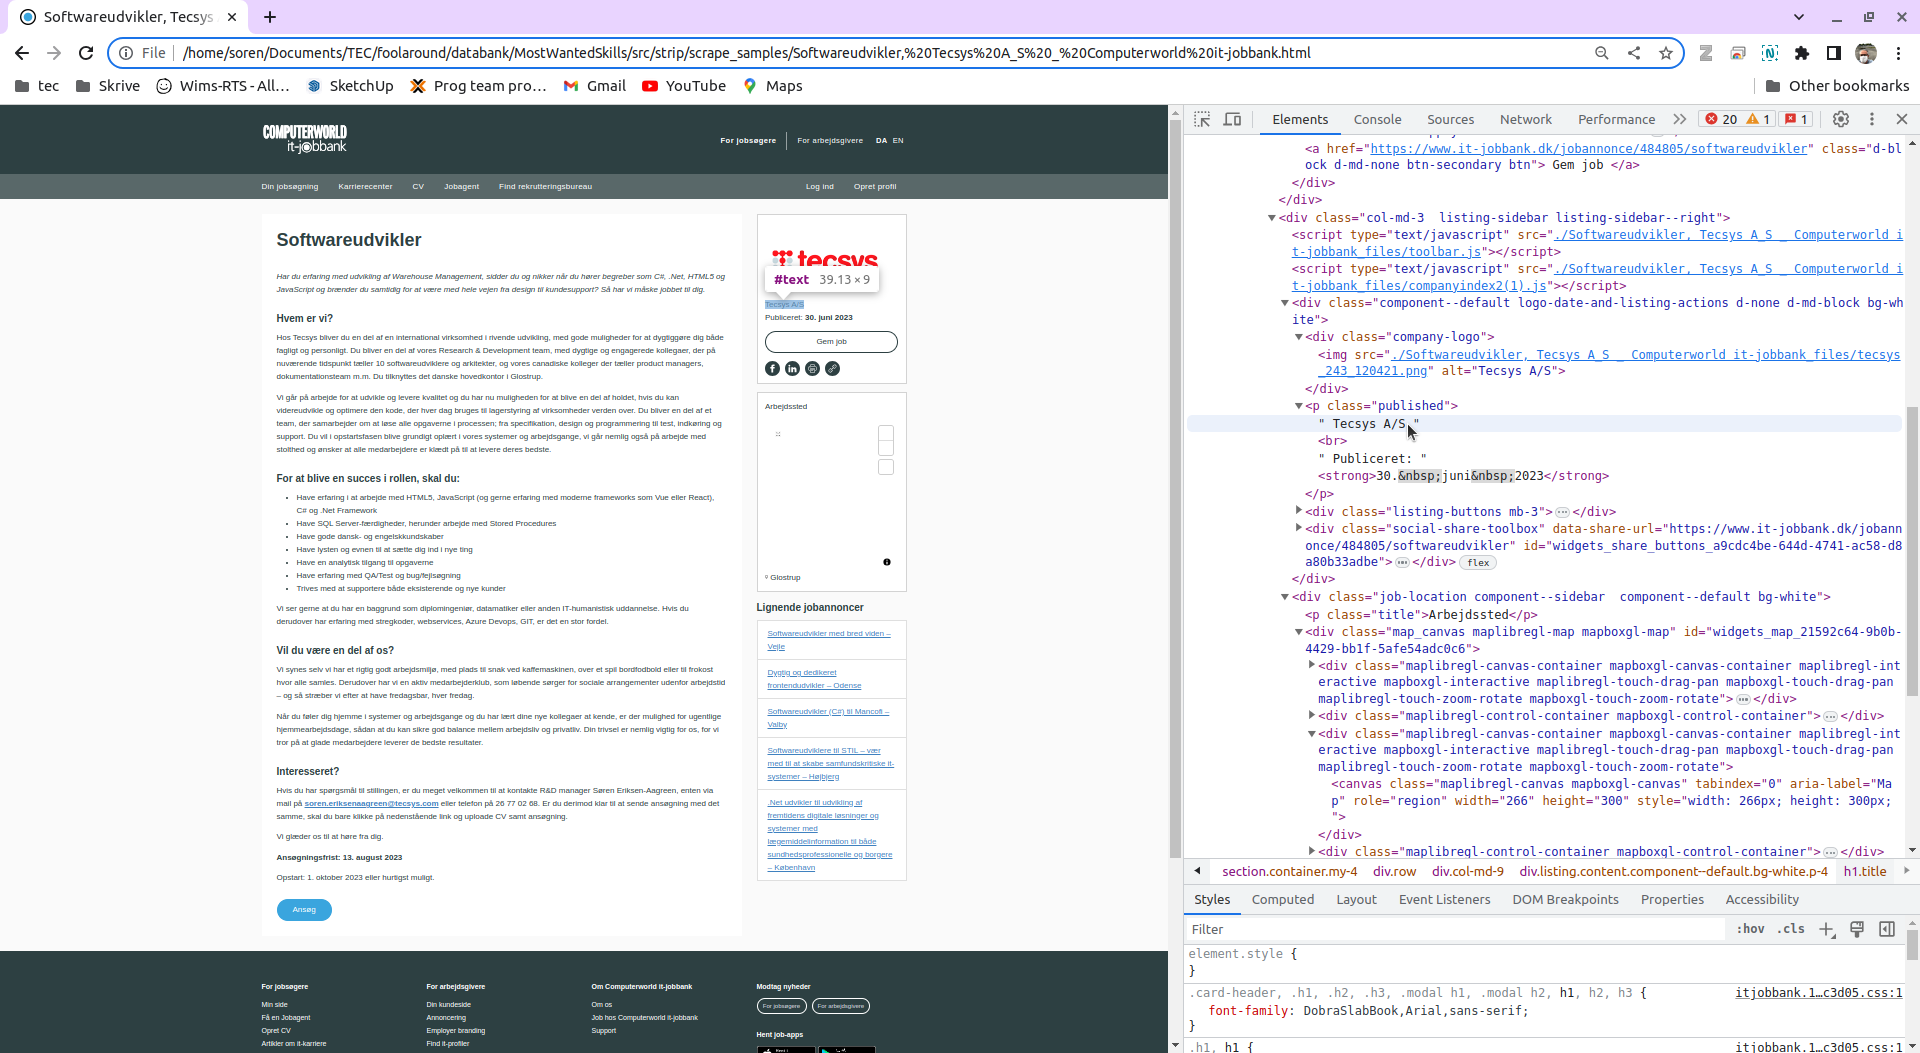 Softwareudvikler, Tecsys
File
/home/soren/Documents/TEC/foolaround/databank/MostWantedSkills/src/strip/scrape_samples/Softwareudvikler,%20Tecsys%20A_S%20_%20Computerworld%20it-jobbank.html
tec
Skrive
Wims-RTS - All...
SketchUp
Prog team pro...
Gmail
YouTube
Maps
Other bookmarks
COMPUTERWORLD
it-jobbank
For jobsøgere
For arbejdsgivere
DA EN
Din jobsøgning
Karrierecenter
CV
Jobagent
Find rekrutteringsbureau
Log ind
Opret profil
Softwareudvikler
Har du erfaring med udvikling af Warehouse Management, sidder du og nikker når du hører begreber som C#, .Net, HTML5 og
JavaScript og brænder du samtidig for at være med hele vejen fra design til kundesupport? Så har vi måske jobbet til dig.
Hvem er vi?
Hos Tecsys bliver du en del af en international virksomhed i rivende udvikling, med gode muligheder for at dygtiggøre dig både
fagligt og personligt. Du bliver en del af vores Research & Development team, med dygtige og engagerede kollegaer, der på
nuværende tidspunkt tæller 10 softwareudviklere og arkitekter, og vores canadiske kolleger der tæller product managers,
dokumentationsteam m.m. Du tilknyttes det danske hovedkontor i Glostrup.
Vi går på arbejde for at udvikle og levere kvalitet og du har nu muligheden for at blive en del af holdet, hvis du kan
videreudvikle og optimere den kode, der hver dag bruges til lagerstyring af virksomheder verden over. Du bliver en del af et
team, der samarbejder om at løse alle opgaverne i processen; fra specifikation, design og programmering til test, indkøring og
support. Du vil i opstartsfasen blive grundigt oplært i vores systemer og arbejdsgange, vi går nemlig også på arbejde med
stolthed og ønsker at alle medarbejdere er klædt på til at levere deres bedste.
For at blive en succes i rollen, skal du:
Have erfaring i at arbejde med HTML5, JavaScript (og gerne erfaring med moderne frameworks som Vue eller React),
C# og .Net Framework
Have SQL Server-færdigheder, herunder arbejde med Stored Procedures
Have gode dansk- og engelskkundskaber
Have lysten og evnen til at sætte dig ind i nye ting
Have en analytisk tilgang til opgaverne
Have erfaring med QA/Test og bug/fejlsøgning
Trives med at supportere både eksisterende og nye kunder
Vi ser gerne at du har en baggrund som diplomingeniør, datamatiker eller anden IT-humanistisk uddannelse. Hvis du
derudover har erfaring med stregkoder, webservices, Azure Devops, GIT, er det en stor fordel.
Vil du være en del af os?
Vi synes selv vi har et rigtig godt arbejdsmiljø, med plads til snak ved kaffemaskinen, over et spil bordfodbold eller til frokost
hvor alle samles. Derudover har vi en aktiv medarbejderklub, som løbende sørger for sociale arrangementer udenfor arbejdstid
– og så stræber vi efter at have fredagsbar, hver fredag.
Når du føler dig hjemme i systemer og arbejdsgange og du har lært dine nye kollegaer at kende, er der mulighed for ugentlige
hjemmearbejdsdage, sådan at du kan sikre god balance mellem arbejdsliv og privatliv. Din trivsel er nemlig vigtig for os, for vi
tror på at glade medarbejdere leverer de bedste resultater.
Interesseret?
Hvis du har spørgsmål til stillingen, er du meget velkommen til at kontakte R&D manager Søren Eriksen-Aagreen, enten via
mail på soren.eriksenaagreen@tecsys.com eller telefon på 26 77 02 68. Er du derimod klar til at sende ansøgning med det
samme, skal du bare klikke på nedenstående link og uploade CV samt ansøgning.
Vi glæder os til at høre fra dig.
Ansøgningsfrist: 13. august 2023
Opstart: 1. oktober 2023 eller hurtigst muligt.
Ansøg
tecsys
#text 39.13 × 9
Tecsys A/S
Publiceret: 30. juni 2023
Gem job
Arbejdssted
Glostrup
Lignende jobannoncer
Softwareudvikler med bred viden –
Vejle
Dygtig og dedikeret
frontendudvikler – Odense
Softwareudvikler (C#) til Mancofi –
Valby
Softwareudviklere til STIL – vær
med til at skabe samfundskritiske it-
systemer – Højbjerg
.Net udvikler til udvikling af
fremtidens digitale løsninger og
systemer med
lægemiddelinformation til både
sundhedsprofessionelle og borgere
– København
For jobsøgere
Min side
Få en Jobagent
Opret CV
Artikler om it-karriere
For arbejdsgivere
Din kundeside
Annoncering
Employer branding
Find it-profiler
Om Computerworld it-jobbank
Om os
Job hos Computerworld it-jobbank
Support
Modtag nyheder
For jobsøgere
For arbejdsgivere
Hent job-apps
Elements
Console
Sources
Network
Performance
20
1
1
<a href="https://www.it-jobbank.dk/jobannonce/484805/softwareudvikler" class="d-bl
ock d-md-none btn-secondary btn"> Gem job </a>
</div>
</div>
<div class="col-md-3  listing-sidebar listing-sidebar--right">
<script type="text/javascript" src="./Softwareudvikler, Tecsys A_S _ Computerworld i
t-jobbank_files/toolbar.js"></script>
<script type="text/javascript" src="./Softwareudvikler, Tecsys A_S _ Computerworld i
t-jobbank_files/companyindex2(1).js"></script>
<div class="component--default logo-date-and-listing-actions d-none d-md-block bg-wh
ite">
<div class="company-logo">
<img src="./Softwareudvikler, Tecsys A_S _ Computerworld it-jobbank_files/tecsys
_243_120421.png" alt="Tecsys A/S">
</div>
<p class="published">
" Tecsys A/S "
<br>
" Publiceret: "
<strong>30.&nbsp;juni&nbsp;2023</strong>
</p>
<div class="listing-buttons mb-3">…</div>
<div class="social-share-toolbox" data-share-url="https://www.it-jobbank.dk/jobann
once/484805/softwareudvikler" id="widgets_share_buttons_a9cdc4be-644d-4741-ac58-d8
a80b33adbe">…</div> flex
</div>
<div class="job-location component--sidebar  component--default bg-white">
<p class="title">Arbejdssted</p>
<div class="map_canvas maplibregl-map mapboxgl-map" id="widgets_map_21592c64-9b0b-
4429-bb1f-5afe54adc0c6">
<div class="maplibregl-canvas-container mapboxgl-canvas-container maplibregl-int
eractive mapboxgl-interactive maplibregl-touch-drag-pan mapboxgl-touch-drag-pan
maplibregl-touch-zoom-rotate mapboxgl-touch-zoom-rotate">…</div>
<div class="maplibregl-control-container mapboxgl-control-container">…</div>
<div class="maplibregl-canvas-container mapboxgl-canvas-container maplibregl-int
eractive mapboxgl-interactive maplibregl-touch-drag-pan mapboxgl-touch-drag-pan
maplibregl-touch-zoom-rotate mapboxgl-touch-zoom-rotate">
<canvas class="maplibregl-canvas mapboxgl-canvas" tabindex="0" aria-label="Ma
p" role="region" width="266" height="300" style="width: 266px; height: 300px;
">
</div>
<div class="maplibregl-control-container mapboxgl-control-container">…</div>
section.container.my-4
div.row
div.col-md-9
div.listing.content.component--default.bg-white.p-4
h1.title
Styles
Computed
Layout
Event Listeners
DOM Breakpoints
Properties
Accessibility
Filter
:hov
.cls
element.style {
}
.card-header, .h1, .h2, .h3, .modal h1, .modal h2, h1, h2, h3 {
itjobbank.1…c3d05.css:1
font-family: DobraSlabBook,Arial,sans-serif;
}
.h1, h1 {
itjobbank.1…c3d05.css:1